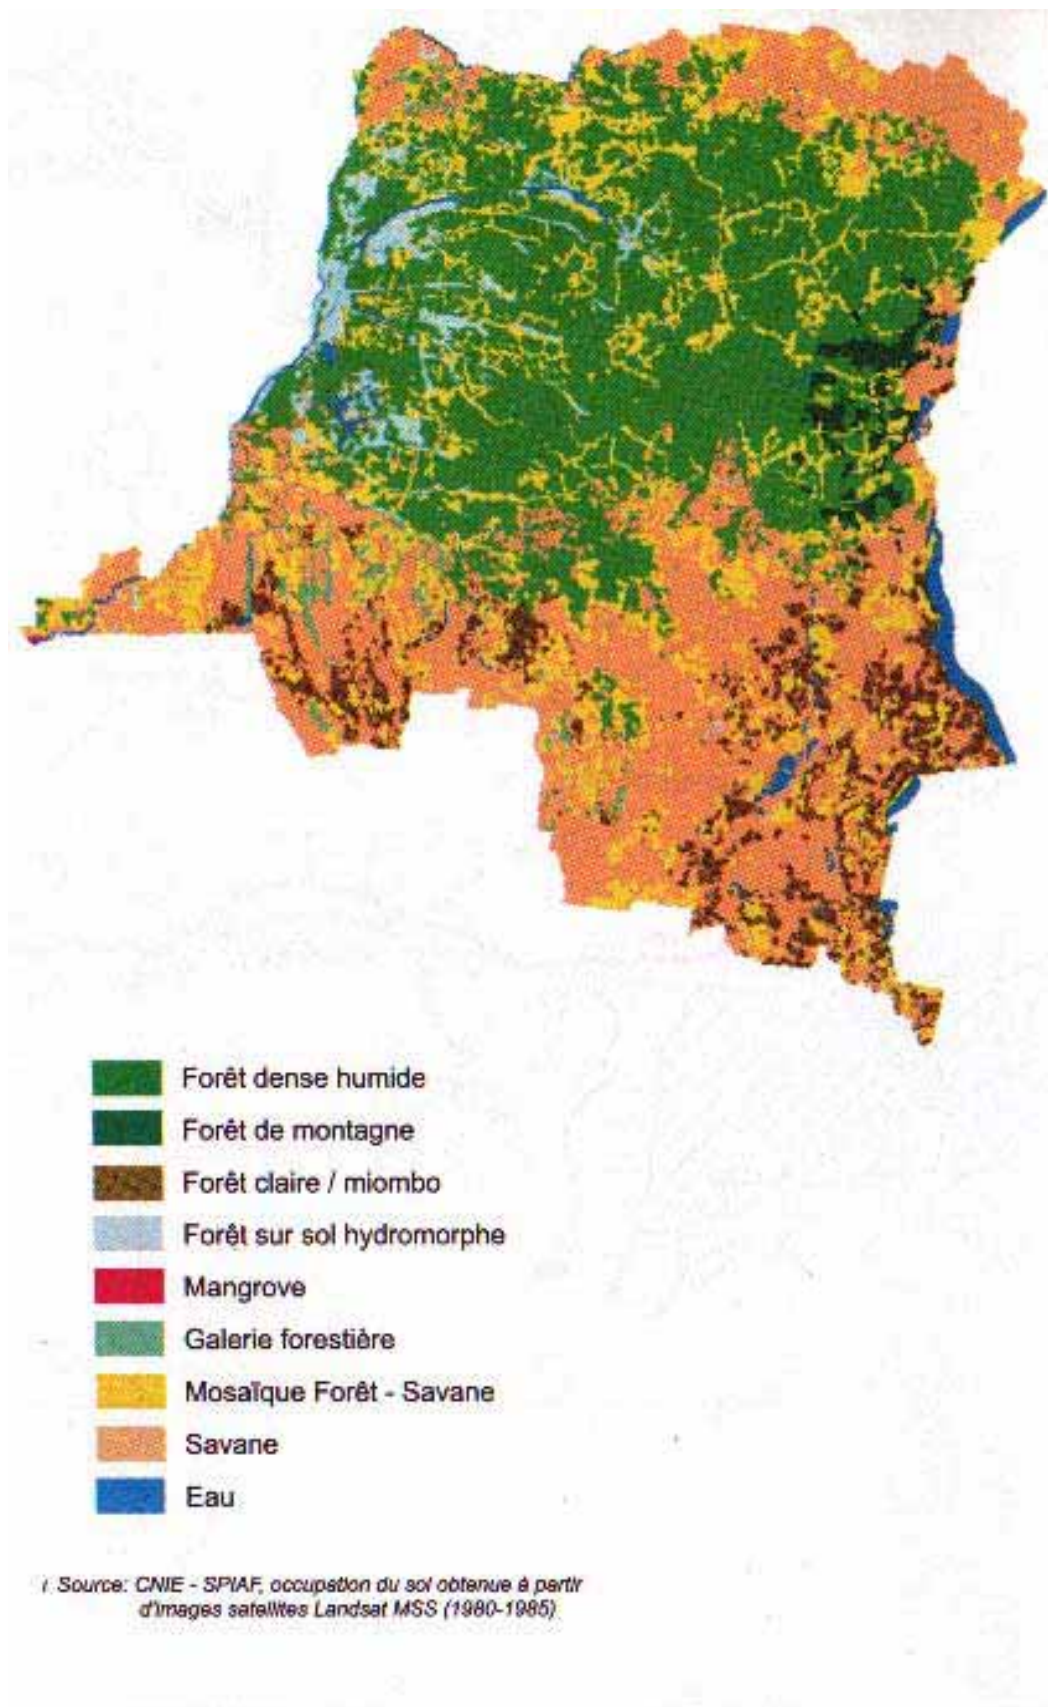 Forêt dense humide
Forêt de montagne
Forêt claire / miombo
Forêt sur sol hydromorphe
Mangrove
Galerie forestière
Mosaïque Forêt - Savane
Savane
Eau
Source: CNIE - SPIAF, occupation du sol obtenue à partir
d'images satellites Landsat MSS (1980-1985)